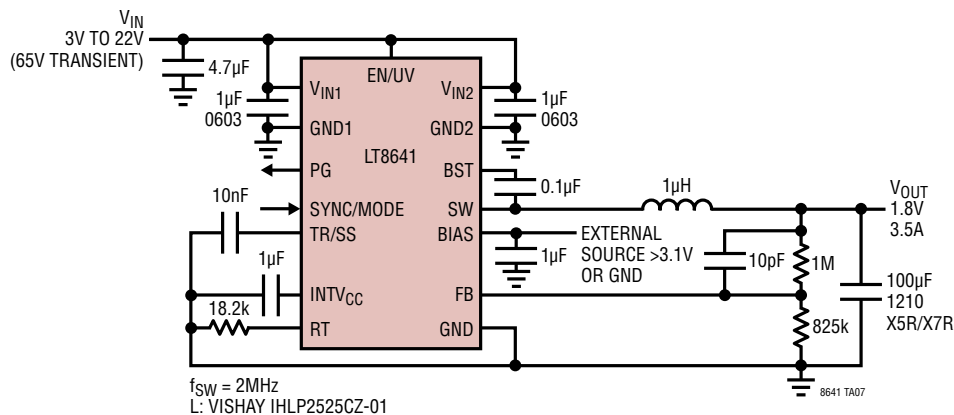 VIN
3V TO 22V
(65V TRANSIENT)
4.7µF
1µF
0603
EN/UV
VIN1
VIN2
GND1
GND2
1µF
0603
LT8641
PG
BST
0.1µF
1µH
VOUT
1.8V
3.5A
10nF
SYNC/MODE
SW
TR/SS
BIAS
EXTERNAL
SOURCE >3.1V
OR GND
1µF
10pF
1M
1µF
INTVCC
FB
100µF
1210
X5R/X7R
18.2k
RT
GND
825k
fSW = 2MHz
L: VISHAY IHLP2525CZ-01
8641 TA07